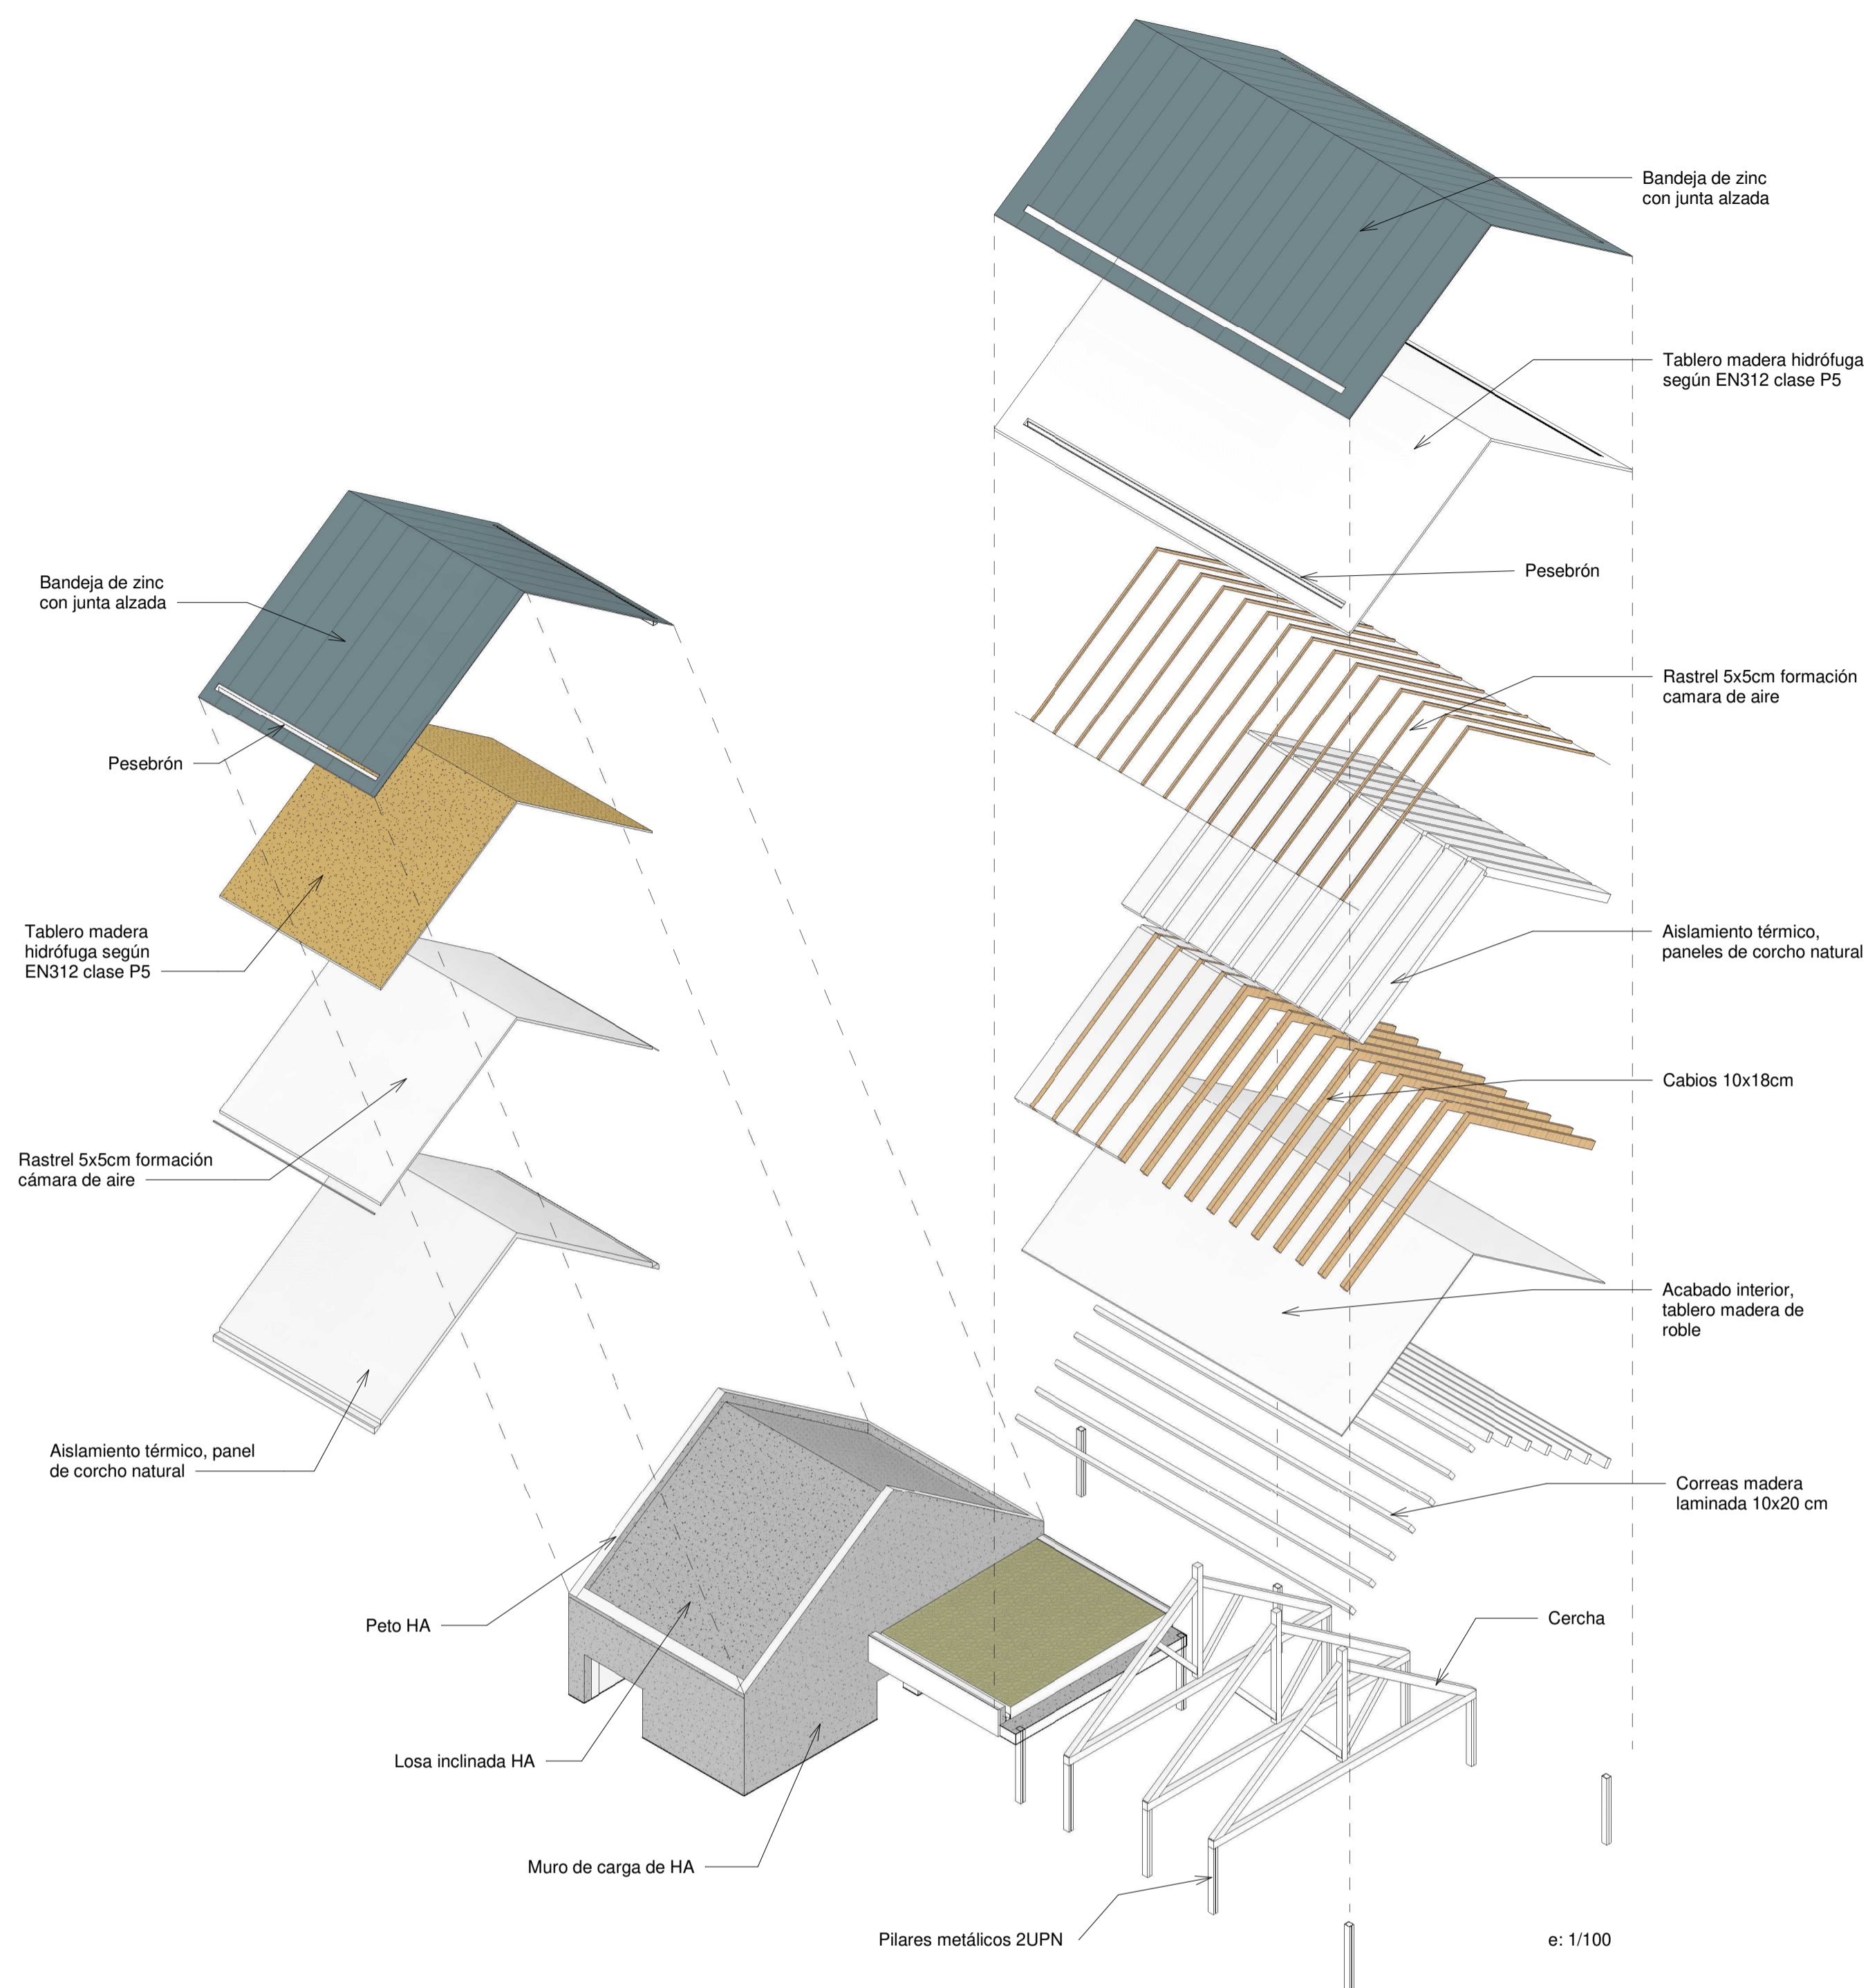 Bandeja de zinc
con junta alzada
Tablero madera hidrófuga
según EN312 clase P5
Pesebrón
Rastrel 5x5cm formación
camara de aire
Aislamiento térmico,
paneles de corcho natural
Cabios 10x18cm
Acabado interior,
tablero madera de
roble
Correas madera
laminada 10x20 cm
Cercha
Bandeja de zinc
con junta alzada
Pesebrón
Tablero madera
hidrófuga según
EN312 clase P5
Rastrel 5x5cm formación
cámara de aire
Aislamiento térmico, panel
de corcho natural
Peto HA
Losa inclinada HA
Muro de carga de HA
Pilares metálicos 2UPN
e: 1/100